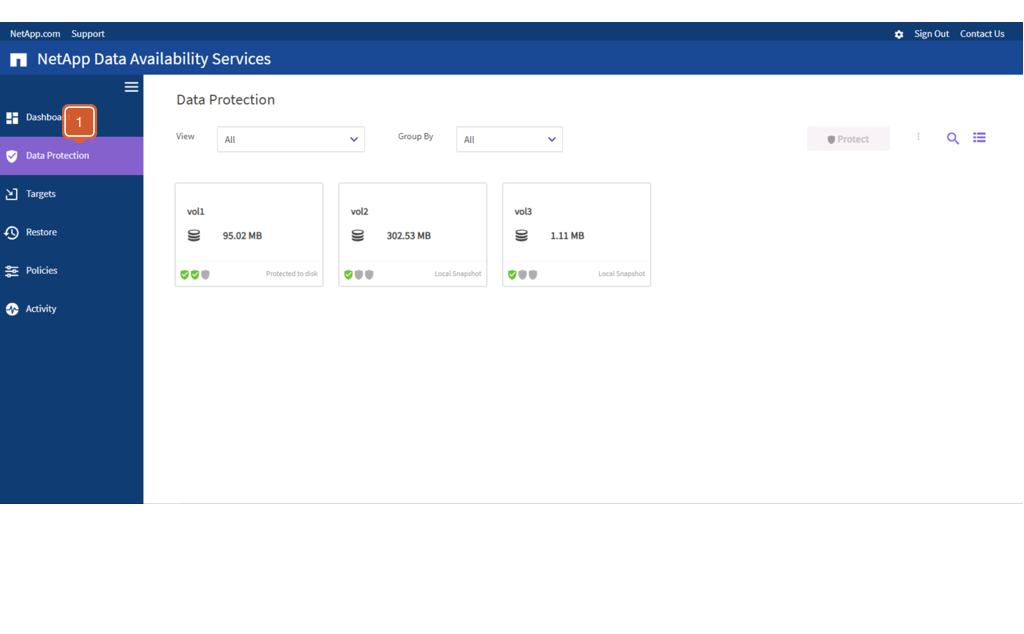 NetApp.com Support Sign Out Contact Us
NetApp Data Availability Services
Data Protection
Dashboa
1
Data Protection
Targets
Restore
Policies
Activity
View All Group By All Protect
vol1
95.02 MB
Protected to disk
vol2
302.53 MB
Local Snapshot
vol3
1.11 MB
Local Snapshot